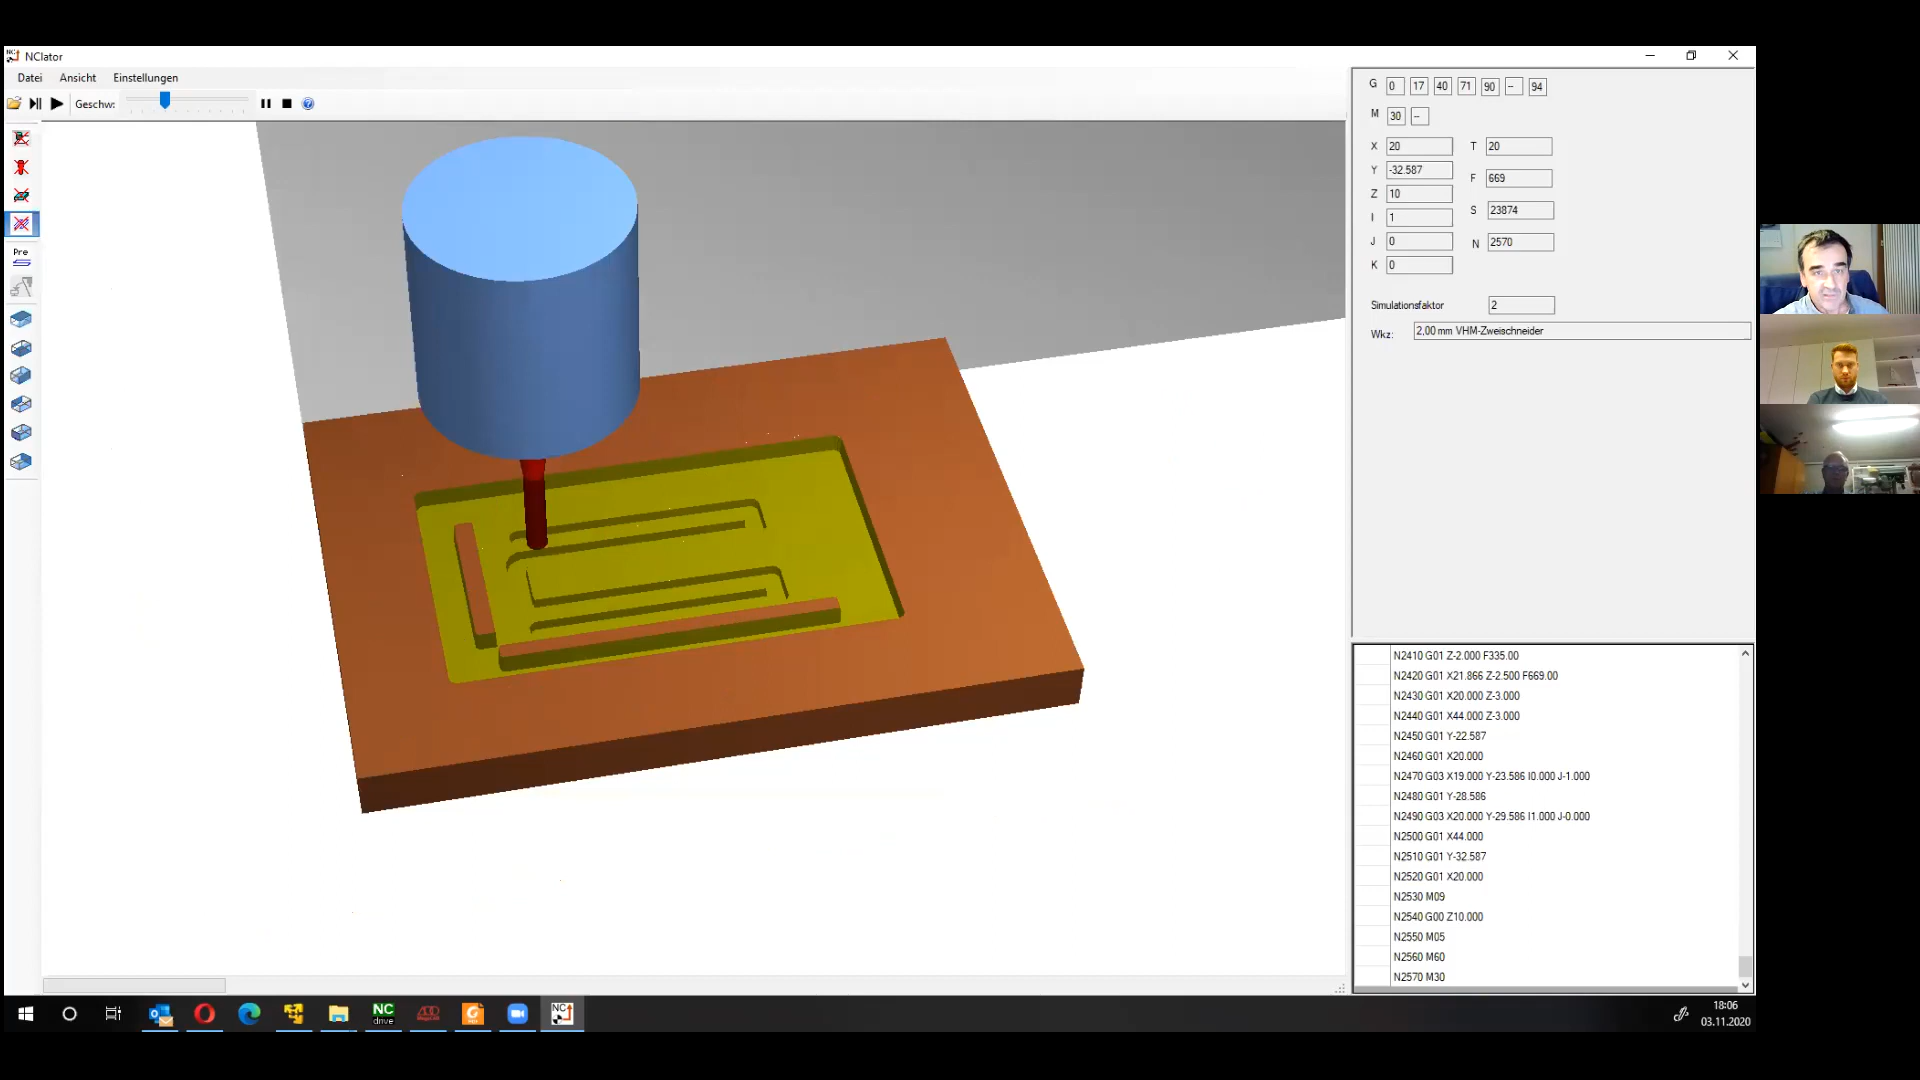 NClator
Datei Ansicht Einstellungen
Geschw:
Pre
G 0 17 40 71 90 -- 94
M 30 --
X 20 T 20
Y -32.587
F 669
Z 10
S 23874
I 1
N 2570
J 0
K 0
Simulationsfaktor 2
Wkz: 2,00 mm VHM-Zweischneider
N2410 G01 Z-2.000 F335.00
N2420 G01 X21.866 Z-2.500 F669.00
N2430 G01 X20.000 Z-3.000
N2440 G01 X44.000 Z-3.000
N2450 G01 Y-22.587
N2460 G01 X20.000
N2470 G03 X19.000 Y-23.586 I0.000 J-1.000
N2480 G01 Y-28.586
N2490 G03 X20.000 Y-29.586 I1.000 J-0.000
N2500 G01 X44.000
N2510 G01 Y-32.587
N2520 G01 X20.000
N2530 M09
N2540 G00 Z10.000
N2550 M05
N2560 M60
N2570 M30
NC
drive
NC
18:06
03.11.2020